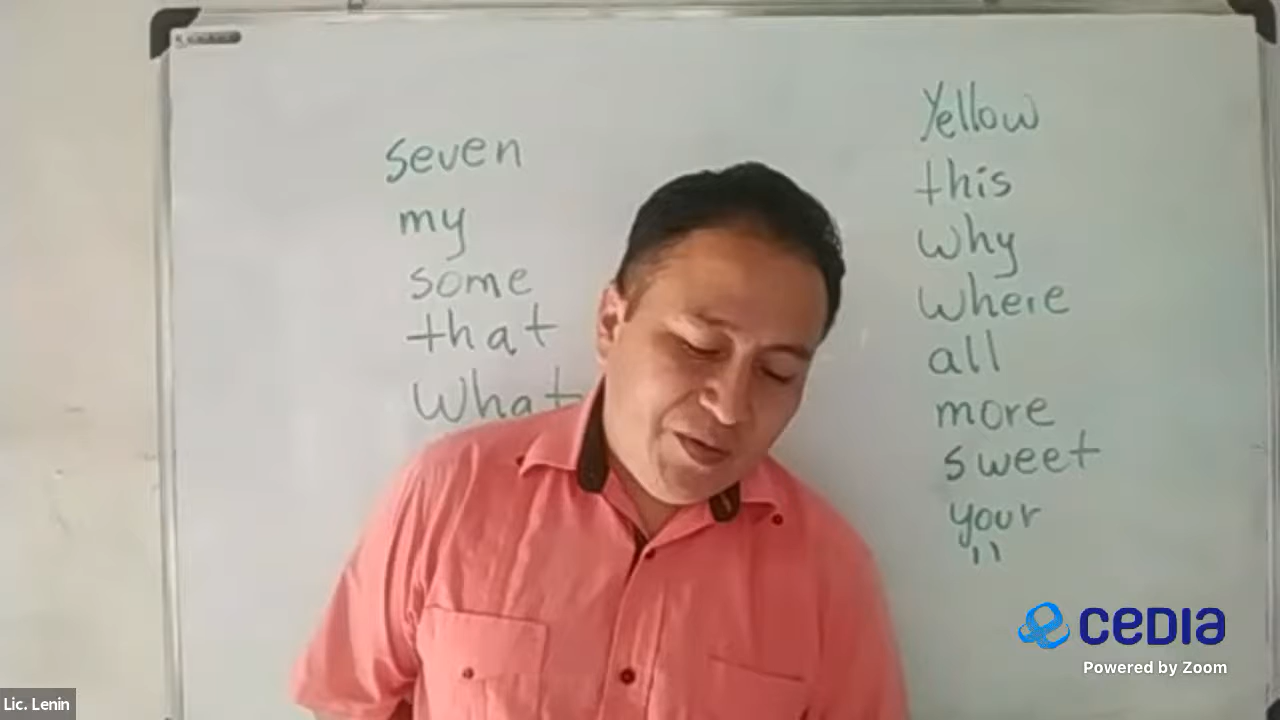 seven
my
some
that
What
Yellow
this
why
where
all
more
sweet
your
"
CEDIA
Powered by Zoom
Lic. Lenin